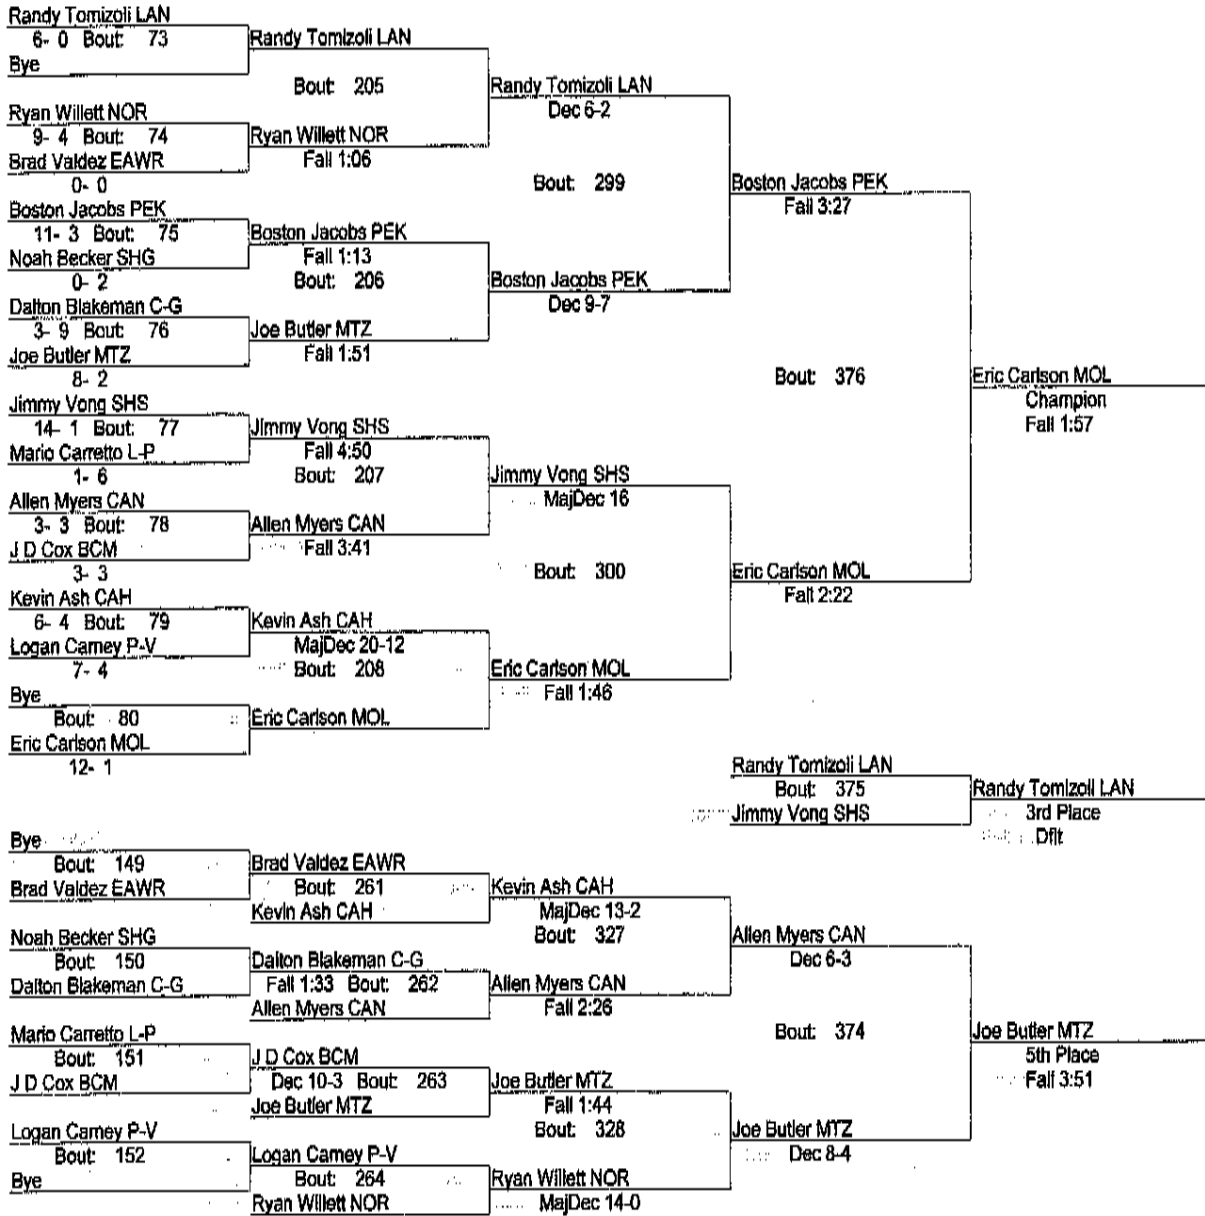 Randy Tomizoli LAN
6- 0 Bout: 73
Bye
Randy Tomizoli LAN
Bout: 205
Ryan Willett NOR
9- 4 Bout: 74
Brad Valdez EAWR
0- 0
Ryan Willett NOR
Fall 1:06
Randy Tomizoli LAN
Dec 6-2
Bout: 299
Boston Jacobs PEK
11- 3 Bout: 75
Noah Becker SHG
0- 2
Boston Jacobs PEK
Fall 1:13
Bout: 206
Dalton Blakeman C-G
3- 9 Bout: 76
Joe Butler MTZ
8- 2
Joe Butler MTZ
Fall 1:51
Boston Jacobs PEK
Dec 9-7
Boston Jacobs PEK
Fall 3:27
Bout: 376
Jimmy Vong SHS
14- 1 Bout: 77
Mario Carretto L-P
1- 6
Jimmy Vong SHS
Fall 4:50
Bout: 207
Allen Myers CAN
3- 3 Bout: 78
J D Cox BCM
3- 3
Allen Myers CAN
Fall 3:41
Jimmy Vong SHS
MajDec 16
Bout: 300
Kevin Ash CAH
6- 4 Bout: 79
Logan Carney P-V
7- 4
Kevin Ash CAH
MajDec 20-12
Bout: 208
Bye
Bout: 80
Eric Carlson MOL
12- 1
Eric Carlson MOL
Eric Carlson MOL
Fall 1:46
Eric Carlson MOL
Fall 2:22
Eric Carlson MOL
Champion
Fall 1:57
Randy Tomizoli LAN
Bout: 375
Jimmy Vong SHS
Randy Tomizoli LAN
3rd Place
Dflt
Bye
Bout: 149
Brad Valdez EAWR
Brad Valdez EAWR
Bout: 261
Kevin Ash CAH
Kevin Ash CAH
MajDec 13-2
Bout: 327
Noah Becker SHG
Bout: 150
Dalton Blakeman C-G
Dalton Blakeman C-G
Fall 1:33 Bout: 262
Allen Myers CAN
Allen Myers CAN
Fall 2:26
Allen Myers CAN
Dec 6-3
Bout: 374
Mario Carretto L-P
Bout: 151
J D Cox BCM
J D Cox BCM
Dec 10-3 Bout: 263
Joe Butler MTZ
Joe Butler MTZ
Fall 1:44
Bout: 328
Logan Carney P-V
Bout: 152
Bye
Logan Carney P-V
Bout: 264
Ryan Willett NOR
Ryan Willett NOR
MajDec 14-0
Joe Butler MTZ
Dec 8-4
Joe Butler MTZ
5th Place
Fall 3:51